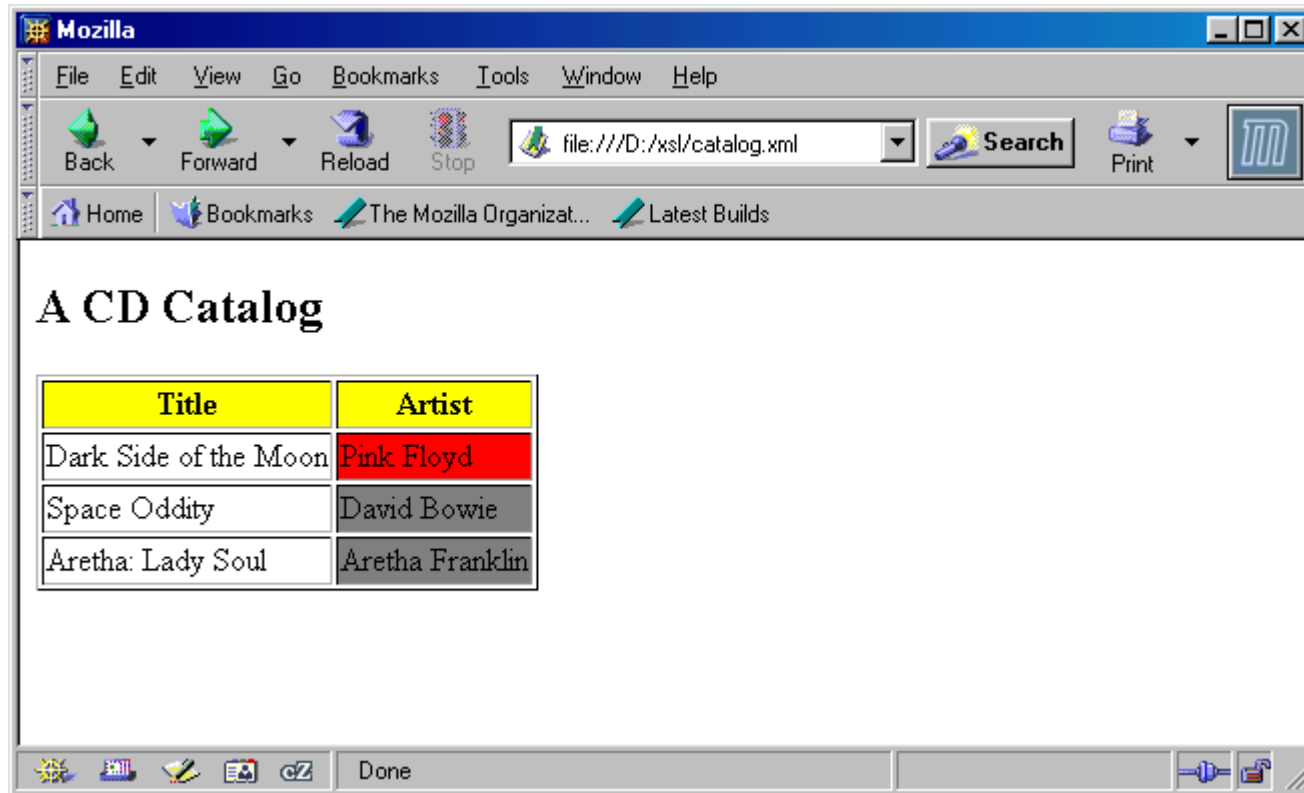 Mozilla
File Edit View Go Bookmarks Tools Window Help
Back Forward Reload Stop file:///D:/xsl/catalog.xml Search Print
Home Bookmarks The Mozilla Organizat... Latest Builds
A CD Catalog
Title Artist
Dark Side of the Moon Pink Floyd
Space Oddity David Bowie
Aretha: Lady Soul Aretha Franklin
cZ Done